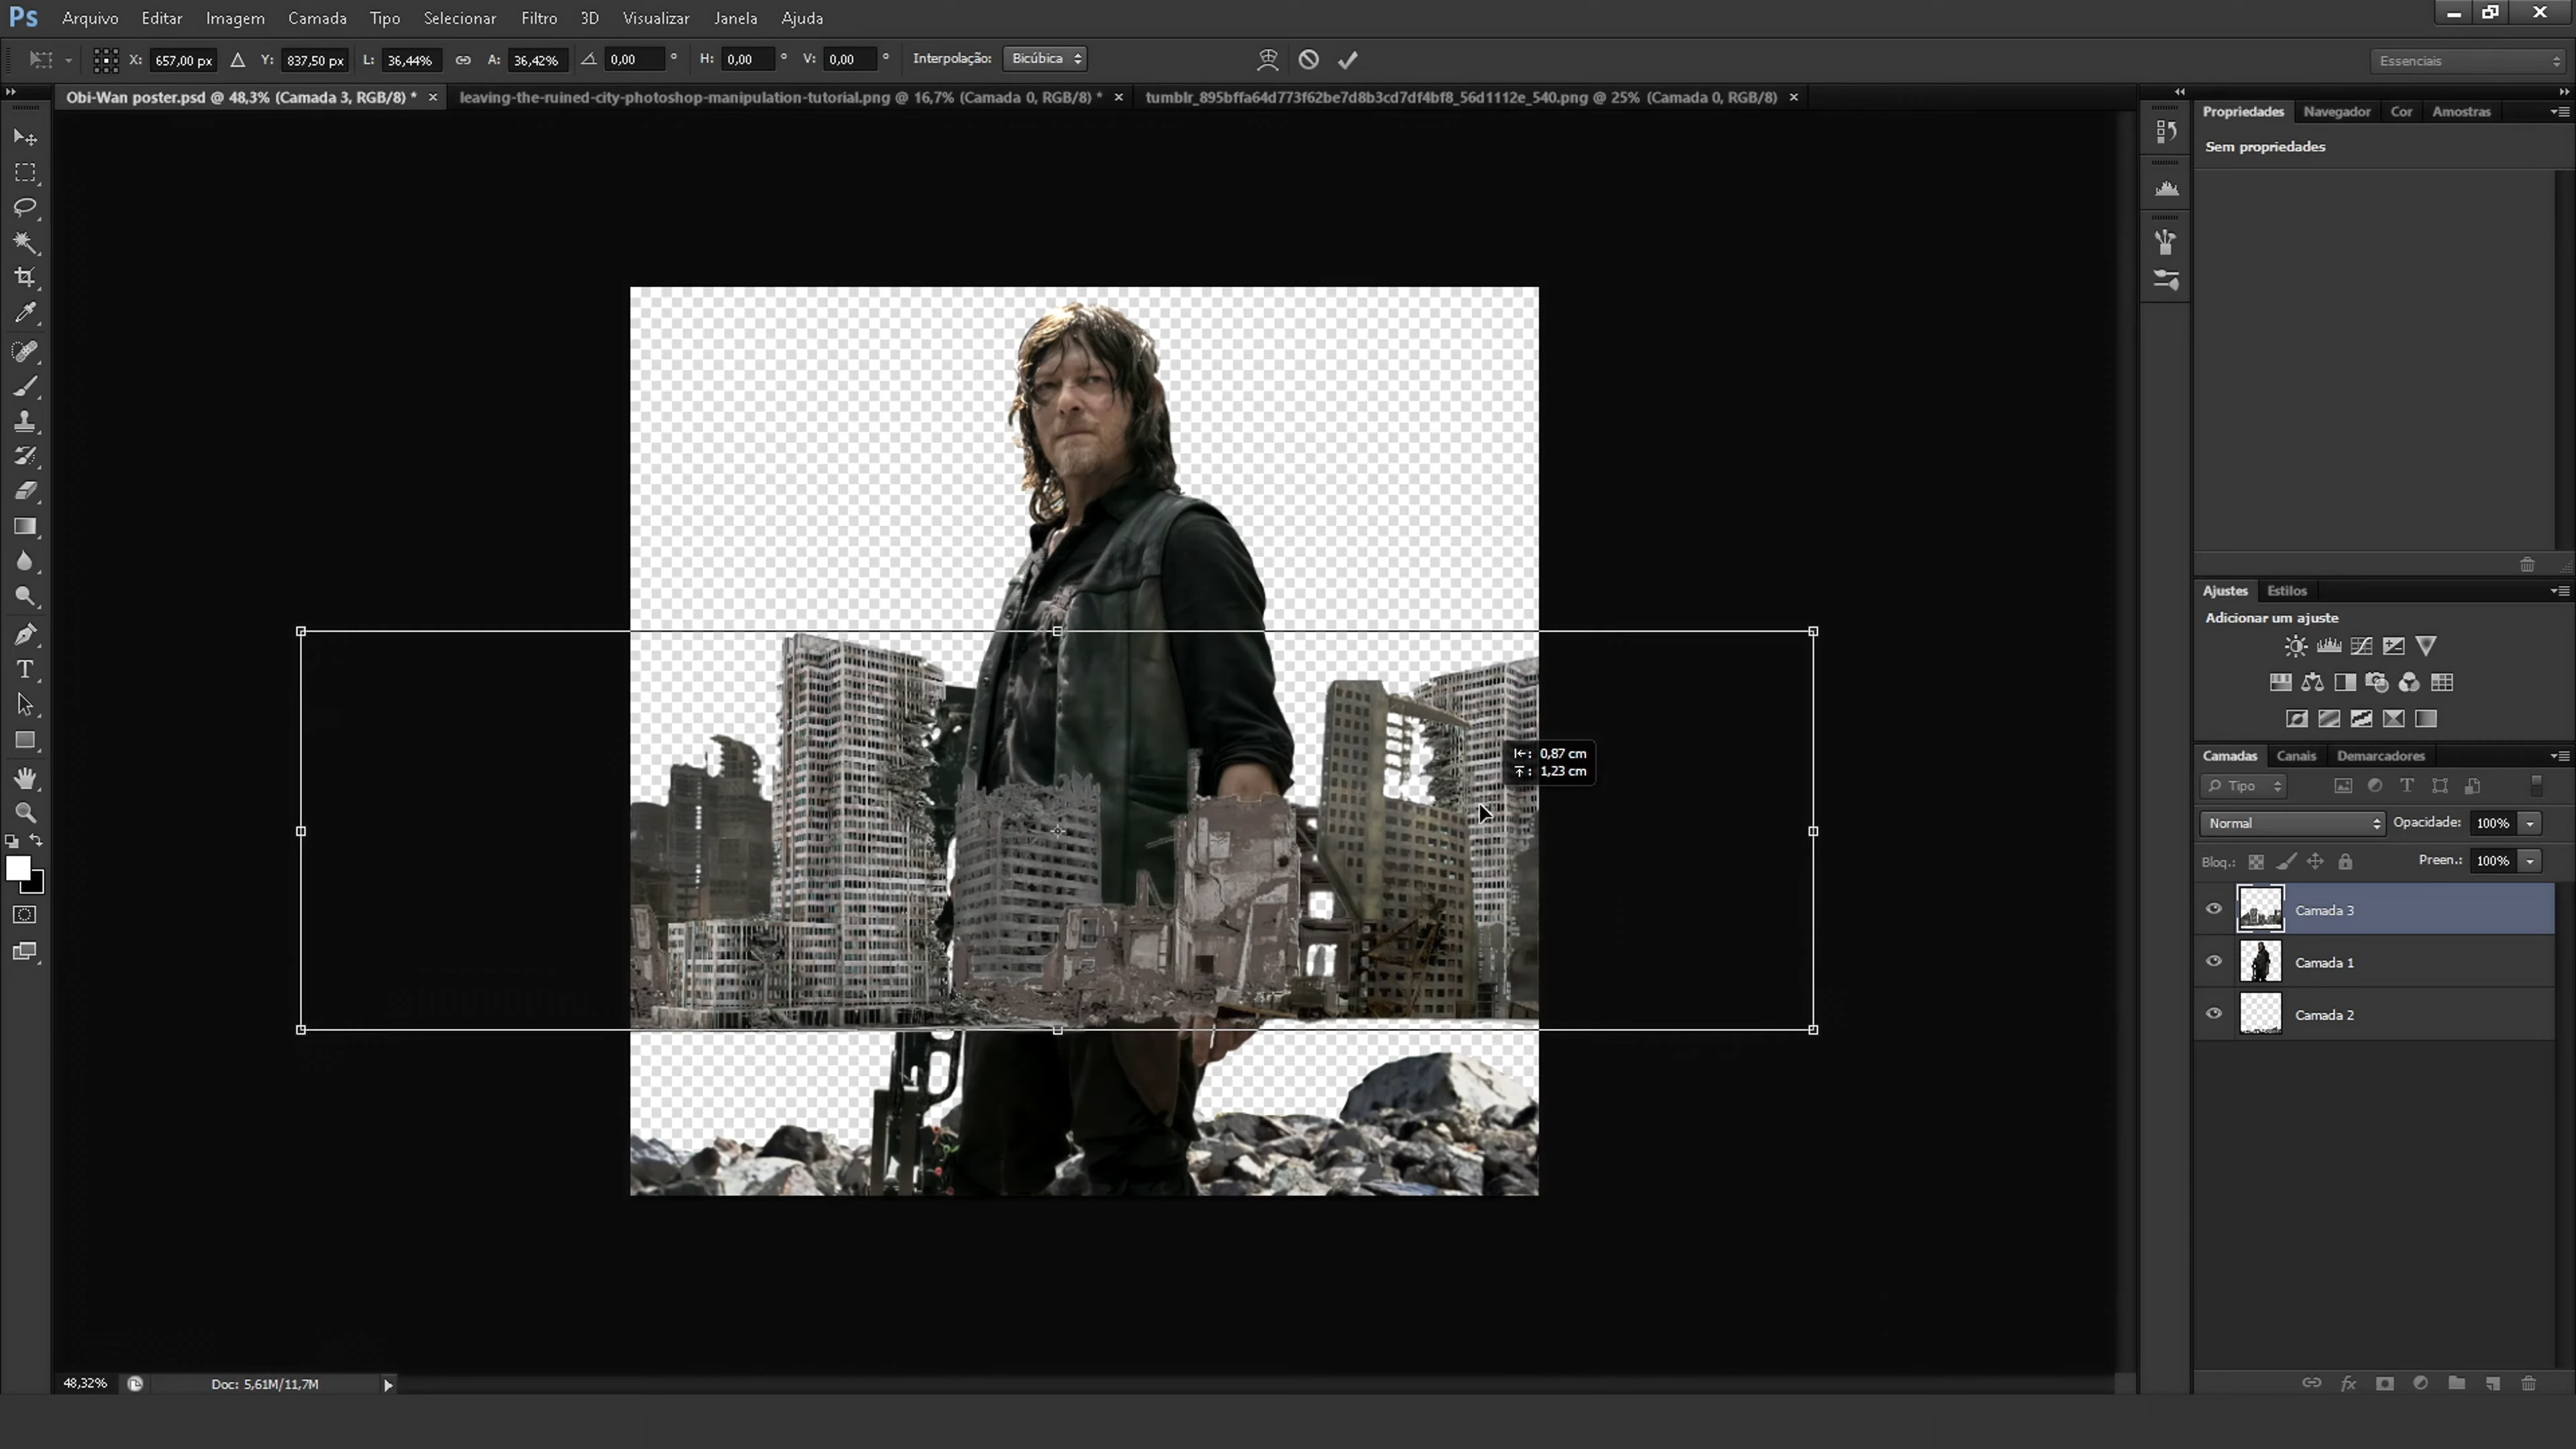 Ps Arquivo Editar Imagem Camada Tipo Selecionar Filtro 3D Visualizar Janela Ajuda
X: 657,00 px Y: 837,50 px L: 36,44% A: 36,42% 0,00 ° H: 0,00 ° V: 0,00 ° Interpolação: Bicúbica Essenciais
Obi-Wan poster.psd @ 48,3% (Camada 3, RGB/8) * × leaving-the-ruined-city-photoshop-manipulation-tutorial.png @ 16,7% (Camada 0, RGB/8) * × tumblr_895bffa64d773f62be7d8b3cd7df4bf8_56d1112e_540.png @ 25% (Camada 0, RGB/8) ×
Propriedades Navegador Cor Amostras
Sem propriedades
Ajustes Estilos
Adicionar um ajuste
: 0,87 cm
: 1,23 cm
Camadas Canais Demarcadores
Tipo
Normal Opacidade: 100%
Bloq.: Preen.: 100%
Camada 3
Camada 1
Camada 2
T
fx
48,32% Doc: 5,61M/11,7M